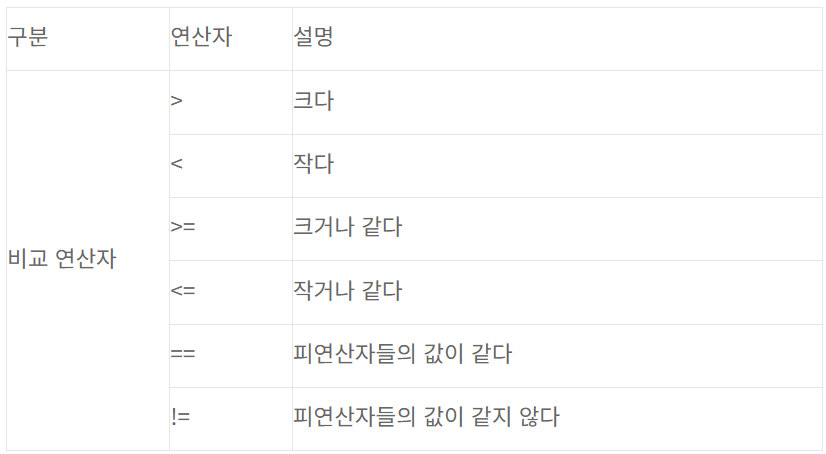 구분 연산자 설명
> 크다
< 작다
>= 크거나 같다
비교 연산자
<= 작거나 같다
== 피연산자들의 값이 같다
!= 피연산자들의 값이 같지 않다